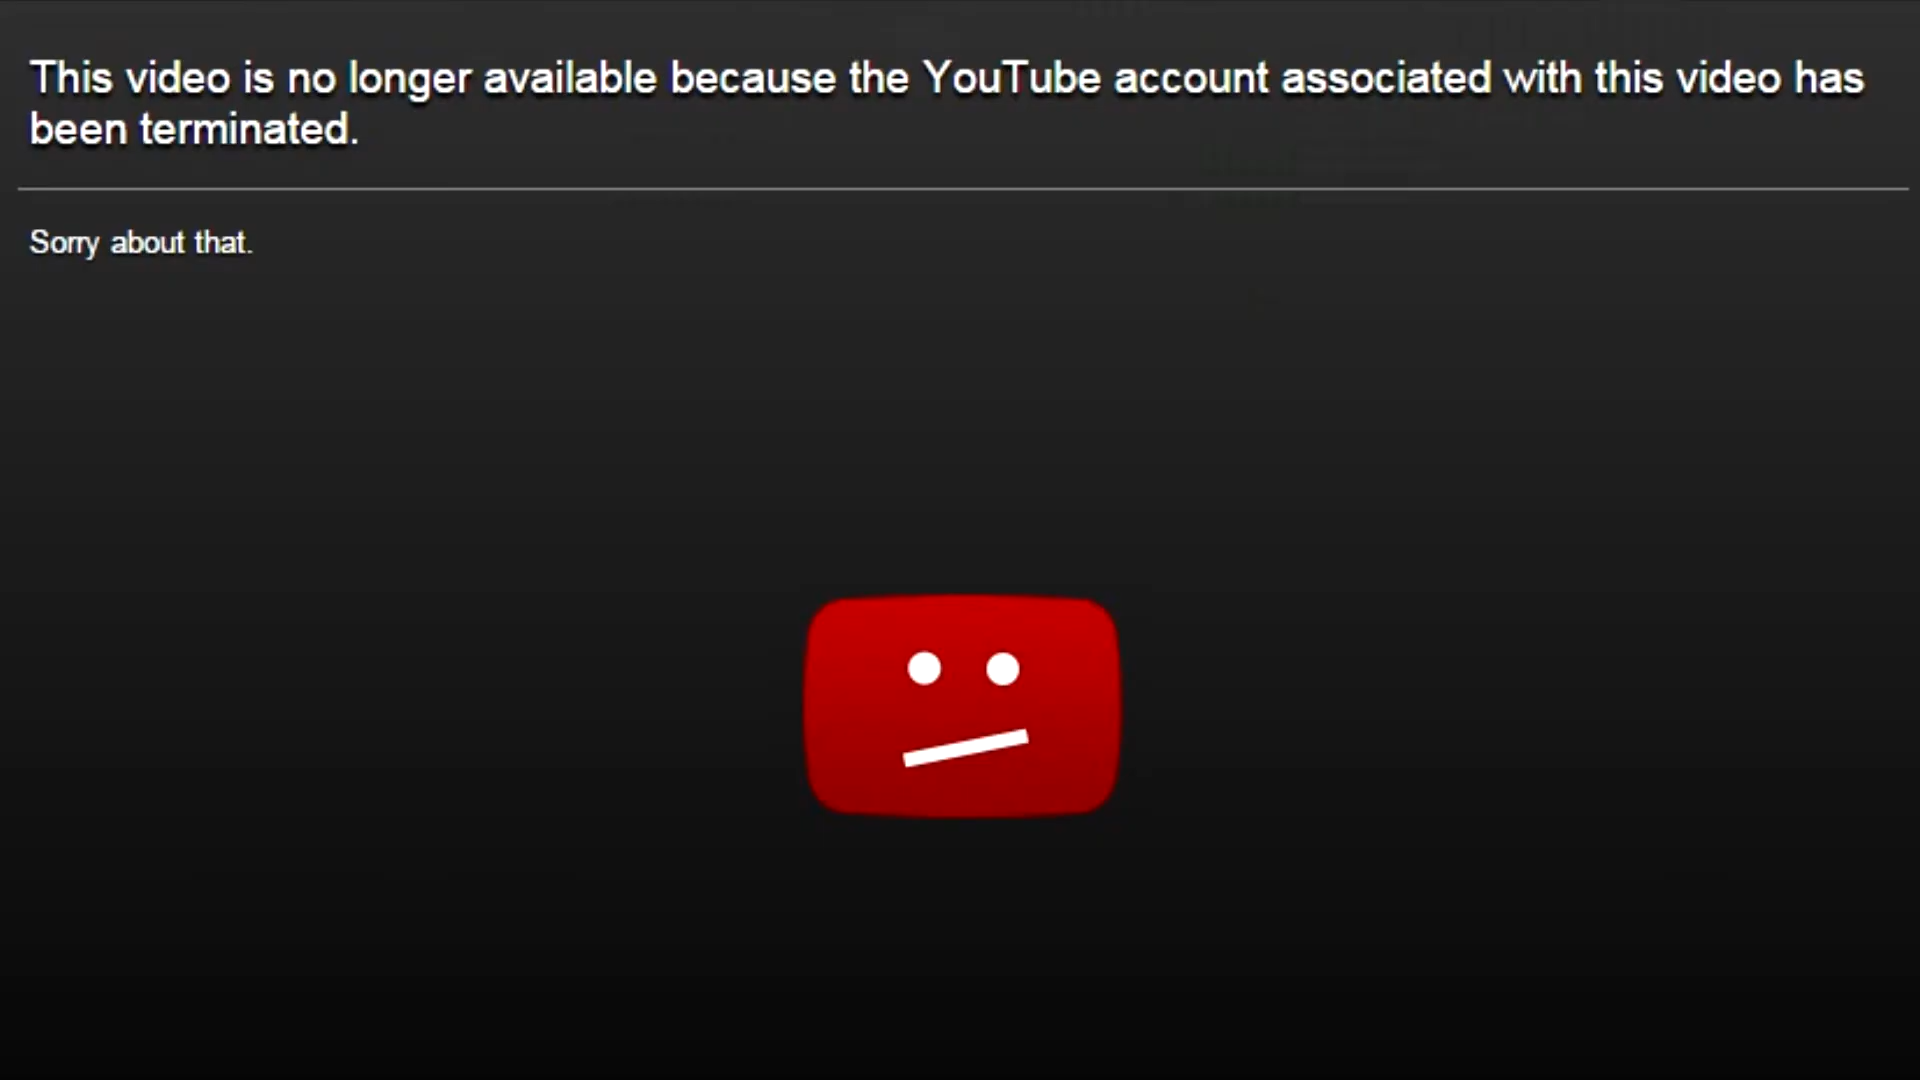 This video is no longer available because the YouTube account associated with this video has
been terminated.
Sorry about that.